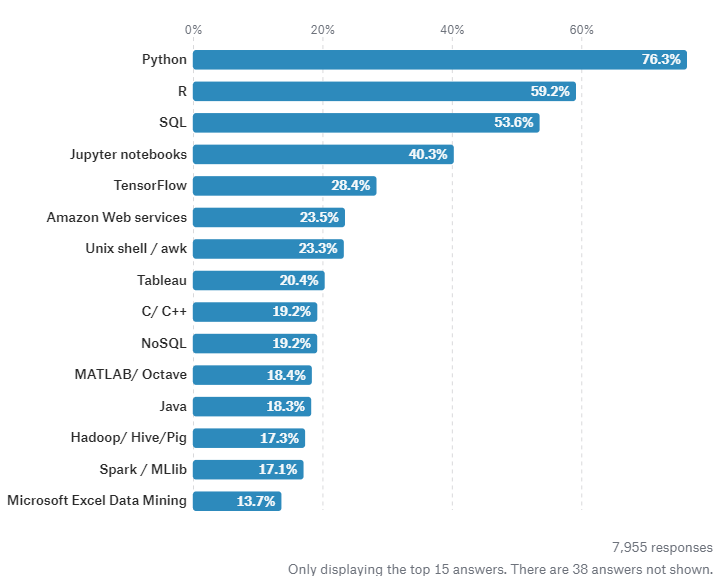 0% 20% 40% 60%
Python 76.3%
R 59.2%
SQL 53.6%
Jupyter notebooks 40.3%
TensorFlow 28.4%
Amazon Web services 23.5%
Unix shell / awk 23.3%
Tableau 20.4%
C/ C++ 19.2%
NoSQL 19.2%
MATLAB/ Octave 18.4%
Java 18.3%
Hadoop/ Hive/Pig 17.3%
Spark / MLlib 17.1%
Microsoft Excel Data Mining 13.7%
7,955 responses
Only displaying the top 15 answers. There are 38 answers not shown.